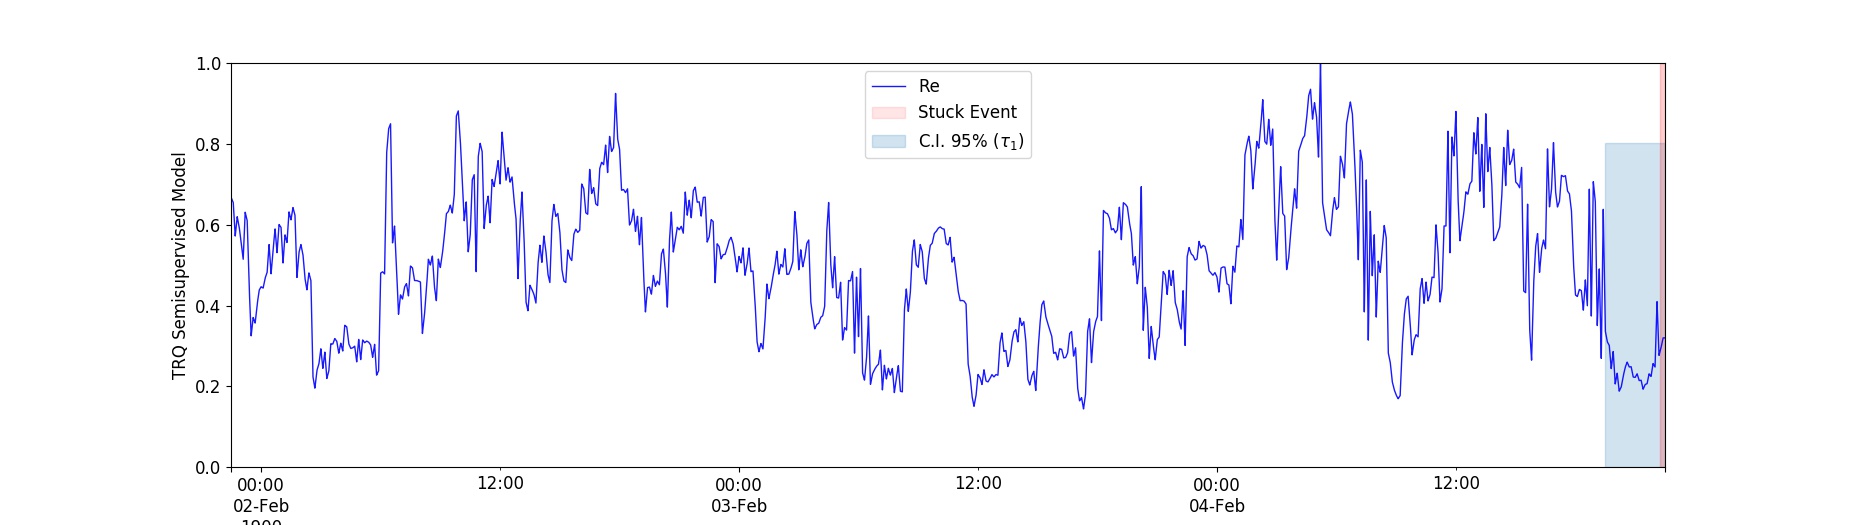 TRQ Semisupervised Model
1.0
0.8
0.6
0.4
0.2
0.0
Re
Stuck Event
C.I. 95% (τ₁)
00:00 12:00 00:00 12:00 00:00 12:00
02-Feb 03-Feb 04-Feb
1900